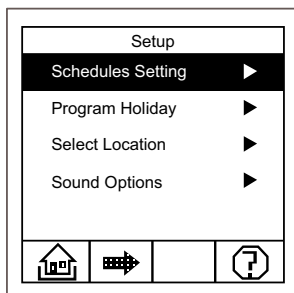 Setup
Schedules Setting
Program Holiday
Select Location
Sound Options
?